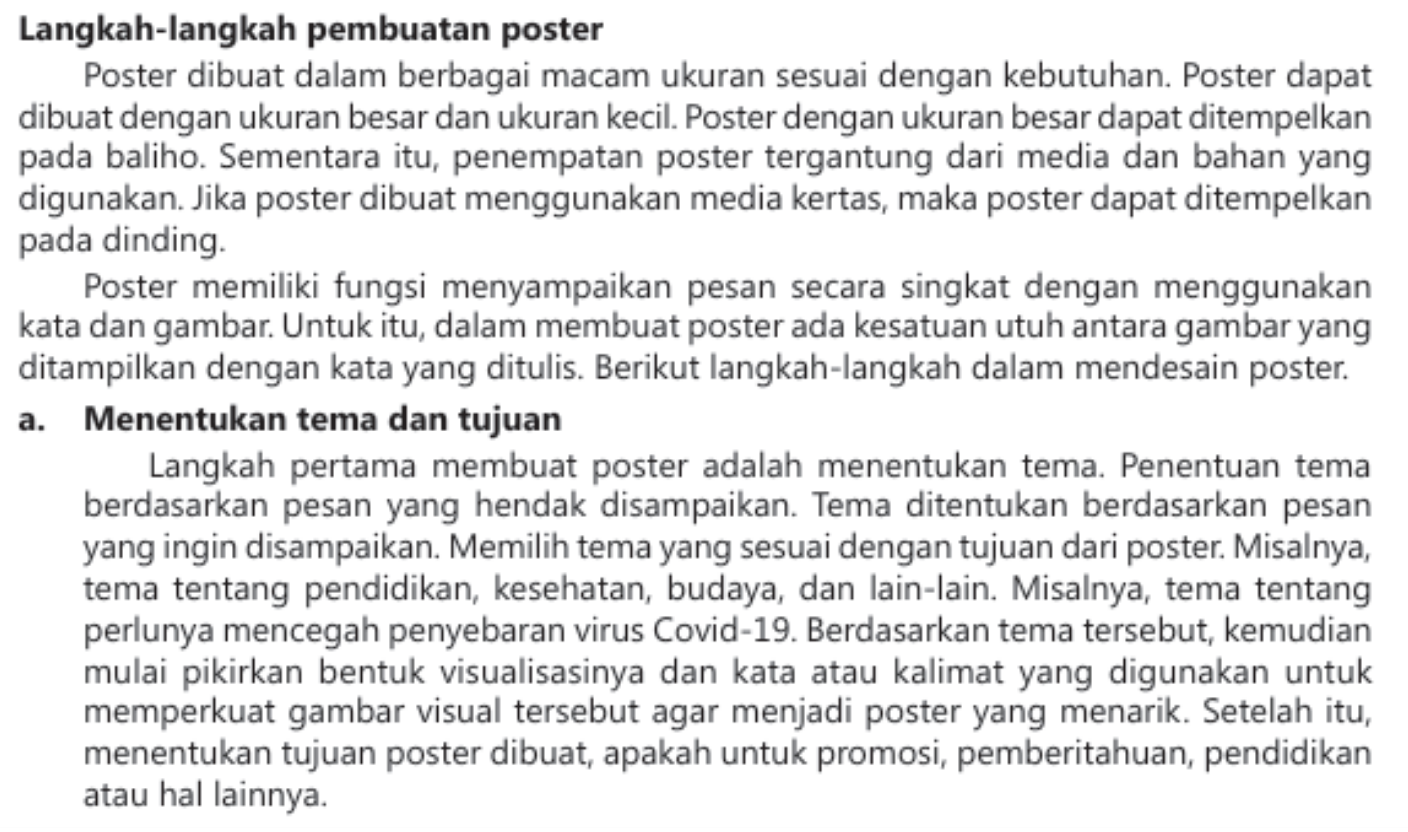 Langkah-langkah pembuatan poster
Poster dibuat dalam berbagai macam ukuran sesuai dengan kebutuhan. Poster dapat
dibuat dengan ukuran besar dan ukuran kecil. Poster dengan ukuran besar dapat ditempelkan
pada baliho. Sementara itu, penempatan poster tergantung dari media dan bahan yang
digunakan. Jika poster dibuat menggunakan media kertas, maka poster dapat ditempelkan
pada dinding.
Poster memiliki fungsi menyampaikan pesan secara singkat dengan menggunakan
kata dan gambar. Untuk itu, dalam membuat poster ada kesatuan utuh antara gambar yang
ditampilkan dengan kata yang ditulis. Berikut langkah-langkah dalam mendesain poster.
a. Menentukan tema dan tujuan
Langkah pertama membuat poster adalah menentukan tema. Penentuan tema
berdasarkan pesan yang hendak disampaikan. Tema ditentukan berdasarkan pesan
yang ingin disampaikan. Memilih tema yang sesuai dengan tujuan dari poster. Misalnya,
tema tentang pendidikan, kesehatan, budaya, dan lain-lain. Misalnya, tema tentang
perlunya mencegah penyebaran virus Covid-19. Berdasarkan tema tersebut, kemudian
mulai pikirkan bentuk visualisasinya dan kata atau kalimat yang digunakan untuk
memperkuat gambar visual tersebut agar menjadi poster yang menarik. Setelah itu,
menentukan tujuan poster dibuat, apakah untuk promosi, pemberitahuan, pendidikan
atau hal lainnya.